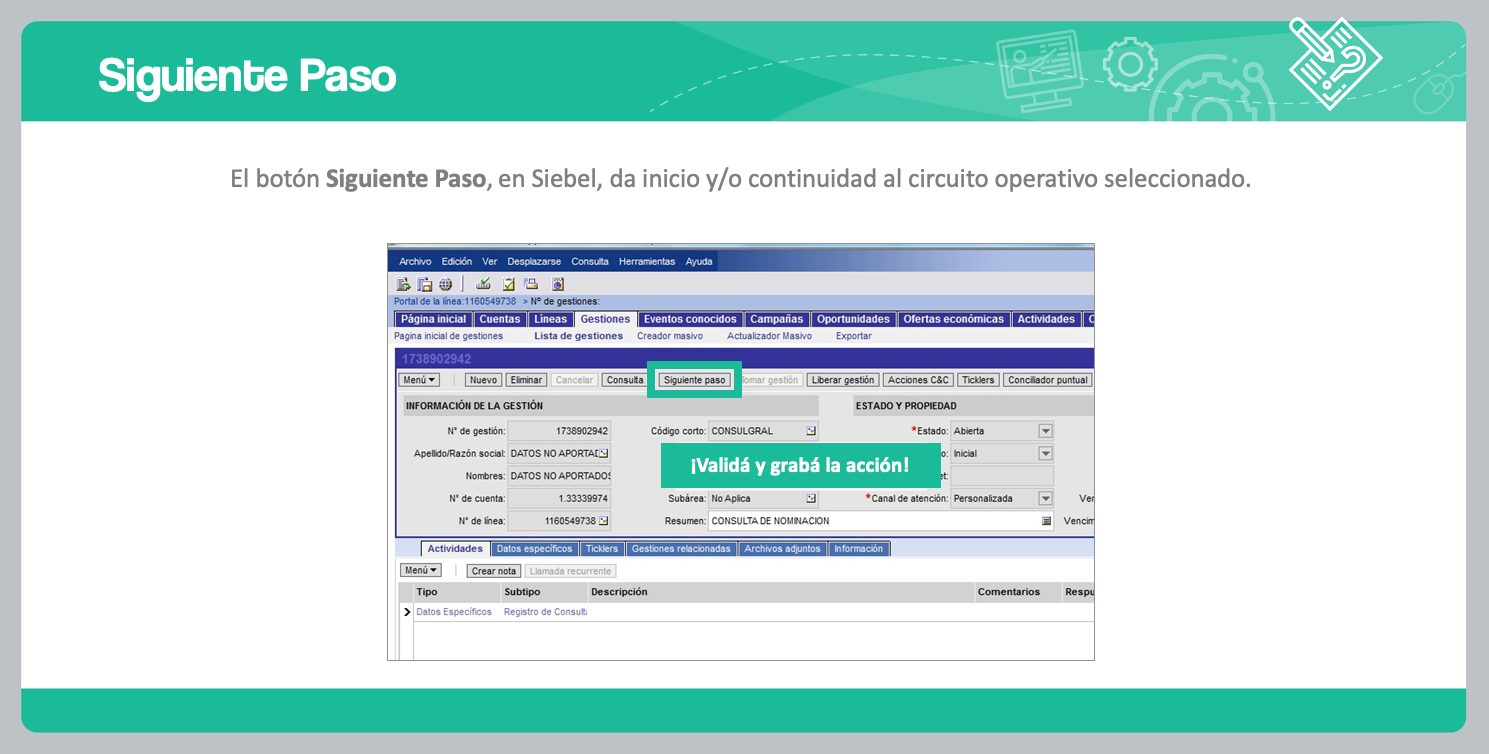 Siguiente Paso
El botón Siguiente Paso, en Siebel, da inicio y/o continuidad al circuito operativo seleccionado.
Archivo Edición Ver Desplazarse Consulta Herramientas Ayuda
Portal de la línea:1160549738 > Nº de gestiones:
Página inicial Cuentas Líneas Gestiones Eventos conocidos Campañas Oportunidades Ofertas económicas Actividades
Pagina inicial de gestiones Lista de gestiones Creador masivo Actualizador Masivo Exportar
1738902942
Menú Nuevo Eliminar Cancelar Consulta Siguiente paso Tomar gestión Liberar gestión Acciones C&C Ticklers Conciliador puntual
INFORMACIÓN DE LA GESTIÓN ESTADO Y PROPIEDAD
N° de gestión: 1738902942 Código corto: CONSULGRAL *Estado: Abierta
Apellido/Razón social: DATOS NO APORTAD Inicial
¡Validá y grabá la acción!
Nombres: DATOS NO APORTADOS
N° de cuenta: 1.33339974 Subárea: No Aplica *Canal de atención: Personalizada Ver
N° de línea: 1160549738 Resumen: CONSULTA DE NOMINACION Vencim
Actividades Datos específicos Ticklers Gestiones relacionadas Archivos adjuntos Información
Menú Crear nota Llamada recurrente
Tipo Subtipo Descripción Comentarios Respu
Datos Específicos Registro de Consulta